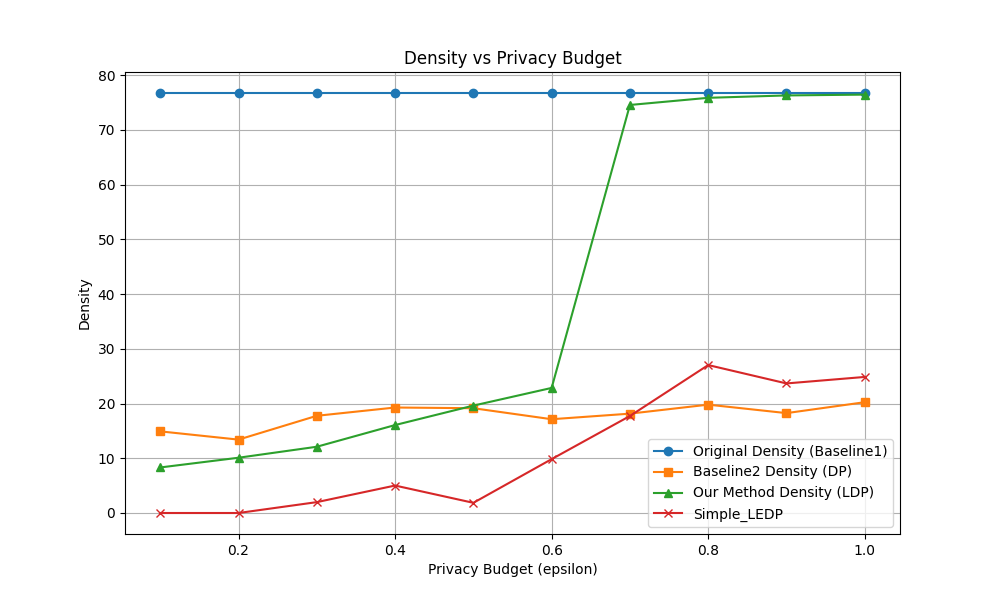 Density vs Privacy Budget
80
70
60
50
40
30
20
10
0
Density
0.2
0.4
0.6
0.8
1.0
Privacy Budget (epsilon)
Original Density (Baseline1)
Baseline2 Density (DP)
Our Method Density (LDP)
Simple_LEDP